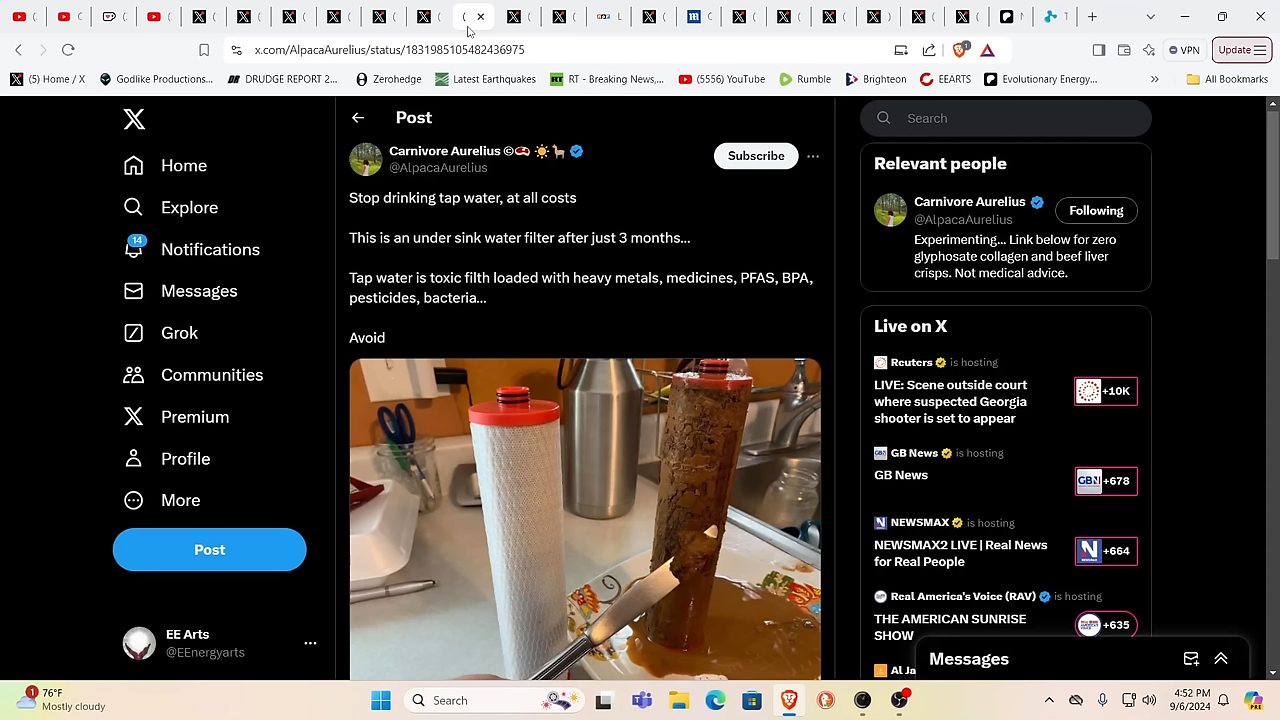 x.com/AlpacaAurelius/status/1831985105482436975
VPN
Update
(5) Home / X
Godlike Productions...
DRUDGE REPORT 2...
Zerohedge
Latest Earthquakes
RT - Breaking News,...
(5556) YouTube
Rumble
Brighteon
EEARTS
Evolutionary Energy...
»
All Bookma
Home
Explore
14
Notifications
Messages
Grok
Communities
Premium
Profile
More
Post
EE Arts
@EEnergyarts
Post
Carnivore Aurelius ©
@AlpacaAurelius
Subscribe
Stop drinking tap water, at all costs
This is an under sink water filter after just 3 months...
Tap water is toxic filth loaded with heavy metals, medicines, PFAS, BPA,
pesticides, bacteria...
Avoid
Search
Relevant people
Carnivore Aurelius
@AlpacaAurelius
Following
Experimenting... Link below for zero
glyphosate collagen and beef liver
crisps. Not medical advice.
Live on X
Reuters is hosting
LIVE: Scene outside court
where suspected Georgia
shooter is set to appear
+10K
GB News is hosting
GB News
GBN
+678
NEWSMAX is hosting
NEWSMAX2 LIVE | Real News
for Real People
+664
Real America's Voice (RAV) is hosting
THE AMERICAN SUNRISE
SHOW
+635
Al Ja
Messages
1
76°F
Mostly cloudy
Search
4:52 PM
9/6/2024
PRE